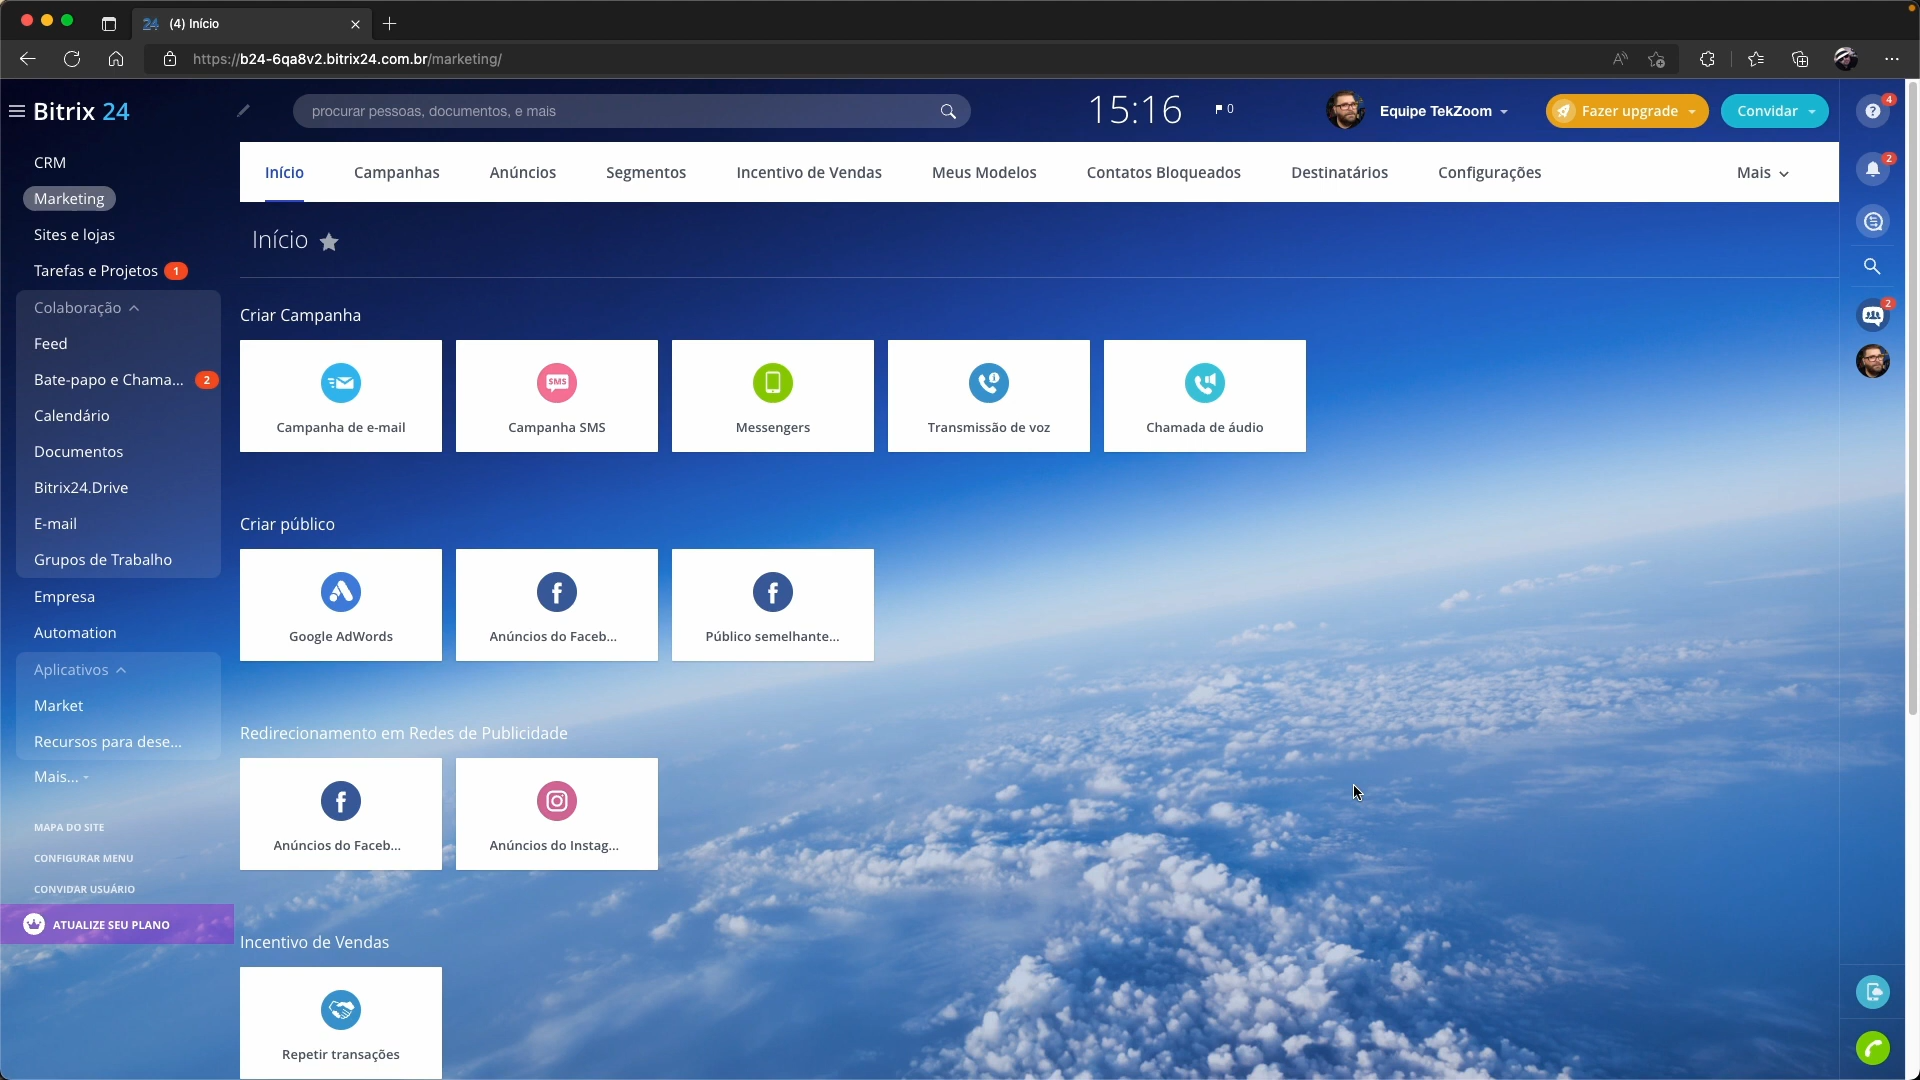 (4) Início
https://b24-6qa8v2.bitrix24.com.br/marketing/
Bitrix 24
procurar pessoas, documentos, e mais
15:16
0
Equipe TekZoom
Fazer upgrade
Convidar
4
CRM
Marketing
Sites e lojas
Tarefas e Projetos 1
Colaboração
Feed
Bate-papo e Chama... 2
Calendário
Documentos
Bitrix24.Drive
E-mail
Grupos de Trabalho
Empresa
Automation
Aplicativos
Market
Recursos para dese...
Mais...
MAPA DO SITE
CONFIGURAR MENU
CONVIDAR USUÁRIO
ATUALIZE SEU PLANO
Início
Campanhas
Anúncios
Segmentos
Incentivo de Vendas
Meus Modelos
Contatos Bloqueados
Destinatários
Configurações
Mais
Início
Criar Campanha
Campanha de e-mail
SMS
Campanha SMS
Messengers
Transmissão de voz
Chamada de áudio
Criar público
Google AdWords
Anúncios do Faceb...
Público semelhante...
Redirecionamento em Redes de Publicidade
Anúncios do Faceb...
Anúncios do Instag...
Incentivo de Vendas
Repetir transações
2
2